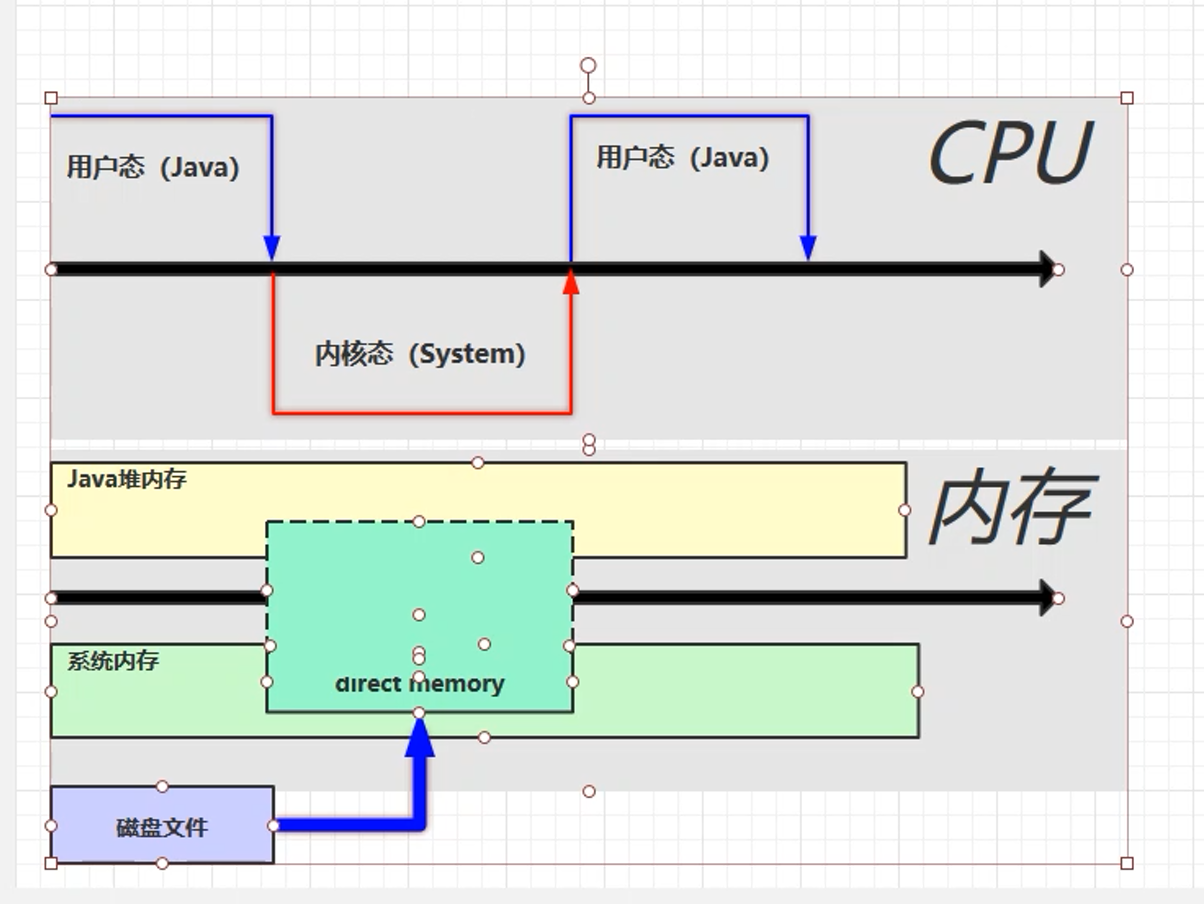 用户态（Java）
用户态（Java）
CPU
内核态（System）
Java堆内存
内存
系统内存
direct memory
磁盘文件